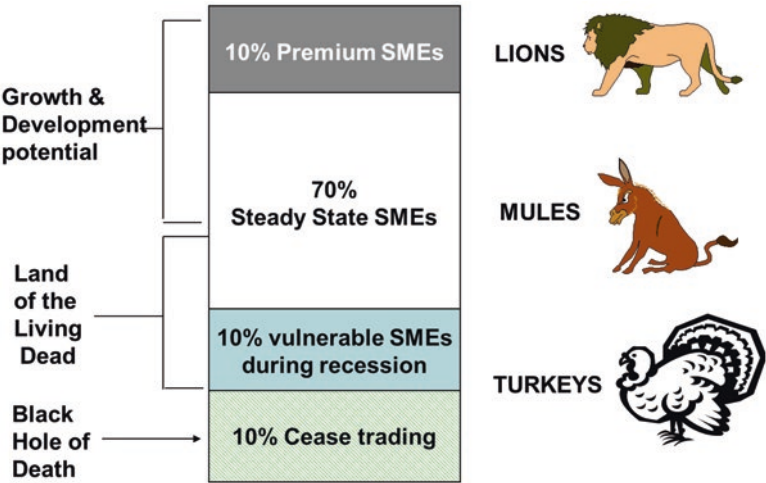 10% Premium SMEs
LIONS
Growth &
Development
potential
70%
Steady State SMEs
MULES
Land
of the
Living
Dead
10% vulnerable SMEs
during recession
TURKEYS
Black
Hole of
Death
10% Cease trading